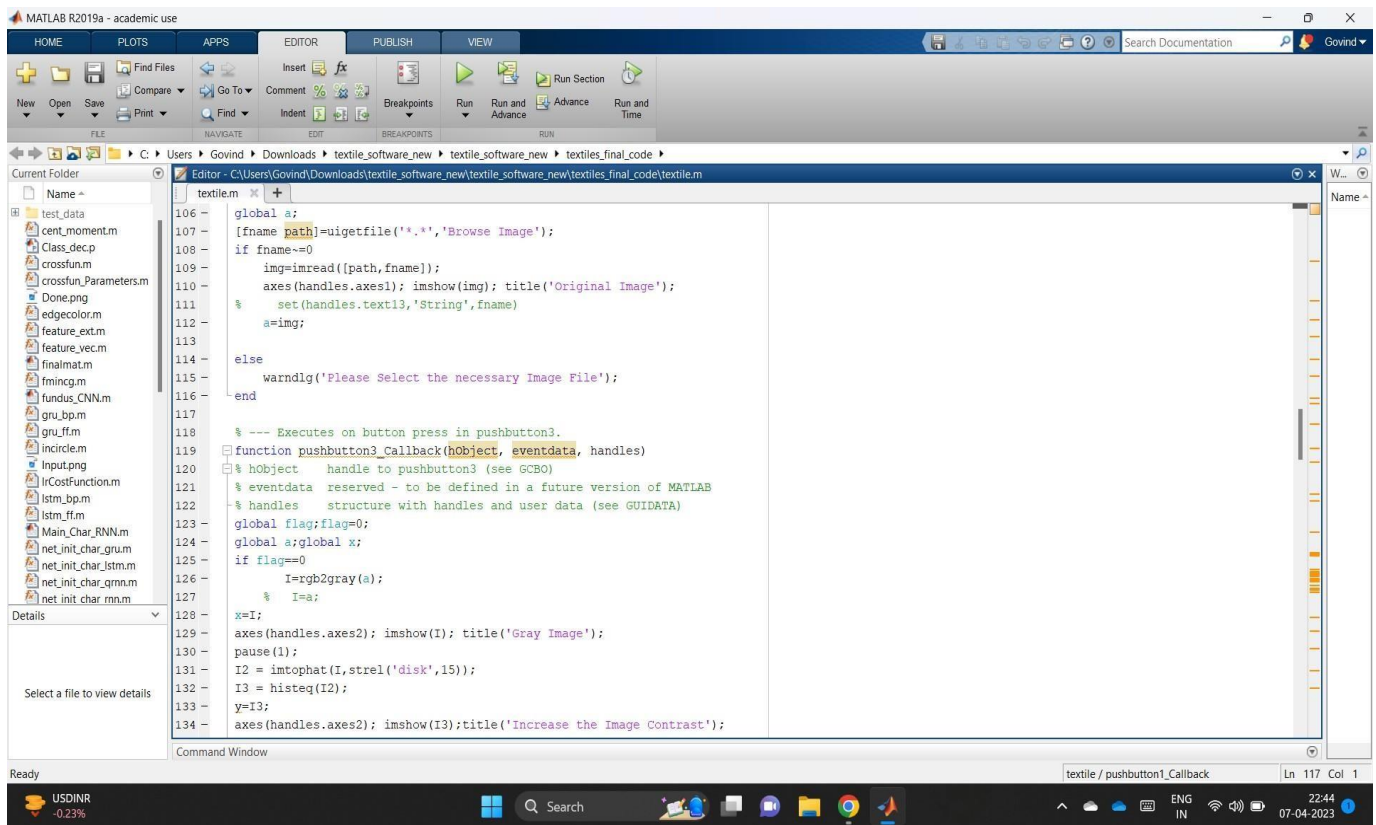 MATLAB R2019a - academic use
HOME PLOTS APPS EDITOR PUBLISH VIEW Search Documentation Govind
New Open Save Find Files Compare Print
FILE
Go To Find
NAVIGATE
Insert fx
Comment
Indent
EDIT
Breakpoints
BREAKPOINTS
Run Run and Advance Run Section Advance Run and Time
RUN
C: Users Govind Downloads textile_software_new textile_software_new textiles_final_code
Current Folder
Name
test_data
cent_moment.m
Class_dec.p
crossfun.m
crossfun_Parameters.m
Done.png
edgecolor.m
feature_ext.m
feature_vec.m
finalmat.m
fmincg.m
fundus_CNN.m
gru_bp.m
gru_ff.m
incircle.m
Input.png
lrCostFunction.m
lstm_bp.m
lstm_ff.m
Main_Char_RNN.m
net_init_char_gru.m
net_init_char_lstm.m
net_init_char_qrnn.m
net_init_char_rnn.m
Details
Select a file to view details
Editor - C:\Users\Govind\Downloads\textile_software_new\textile_software_new\textiles_final_code\textile.m
textile.m
106 - global a;
107 - [fname path]=uigetfile('*.*','Browse Image');
108 - if fname~=0
109 - img=imread([path,fname]);
110 - axes(handles.axes1); imshow(img); title('Original Image');
111 % set(handles.text13,'String',fname)
112 - a=img;
113
114 - else
115 - warndlg('Please Select the necessary Image File');
116 - end
117
118 % --- Executes on button press in pushbutton3.
119 function pushbutton3_Callback(hObject, eventdata, handles)
120 % hObject handle to pushbutton3 (see GCBO)
121 % eventdata reserved - to be defined in a future version of MATLAB
122 % handles structure with handles and user data (see GUIDATA)
123 - global flag;flag=0;
124 - global a;global x;
125 - if flag==0
126 - I=rgb2gray(a);
127 % I=a;
128 - x=I;
129 - axes(handles.axes2); imshow(I); title('Gray Image');
130 - pause(1);
131 - I2 = imtophat(I,strel('disk',15));
132 - I3 = histeq(I2);
133 - y=I3;
134 - axes(handles.axes2); imshow(I3);title('Increase the Image Contrast');
W...
Name
Command Window
Ready
textile / pushbutton1_Callback Ln 117 Col 1
USDINR
-0.23%
Search
ENG
IN
22:44
07-04-2023
1